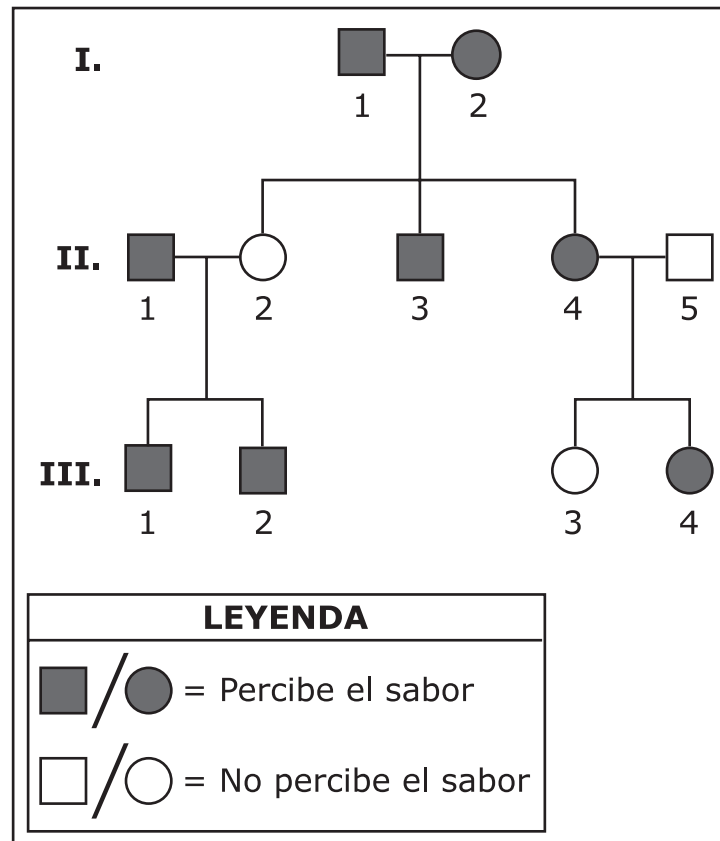 I.
1 2
II.
1 2 3 4 5
III.
1 2 3 4
LEYENDA
= Percibe el sabor
= No percibe el sabor